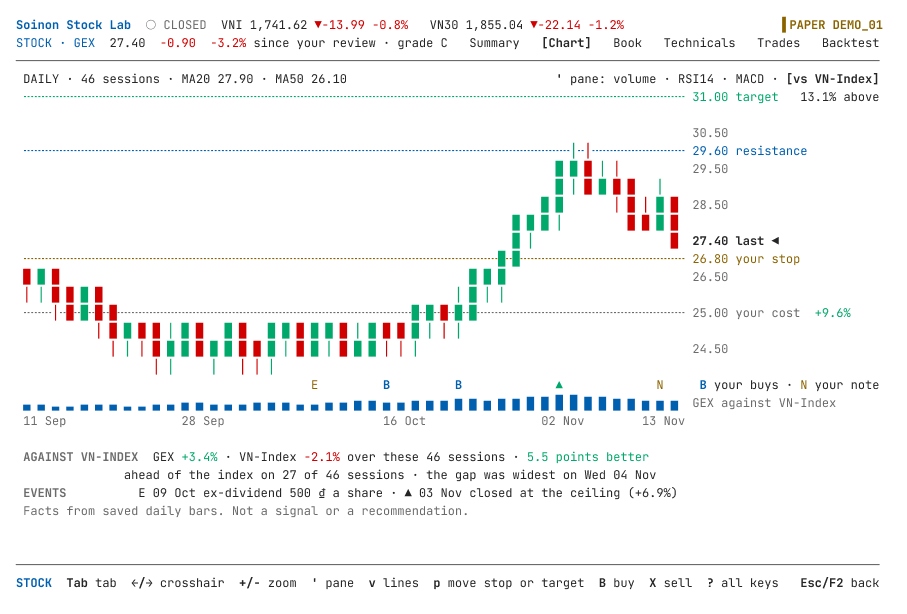 Soinon Stock Lab ○ CLOSED VNI 1,741.62 ▼-13.99 -0.8% VN30 1,855.04 ▼-22.14 -1.2% PAPER DEMO_01
STOCK · GEX 27.40 -0.90 -3.2% since your review · grade C Summary [Chart] Book Technicals Trades Backtest
DAILY · 46 sessions · MA20 27.90 · MA50 26.10 ' pane: volume · RSI14 · MACD · [vs VN-Index]
31.00 target 13.1% above
30.50
29.60 resistance
29.50
28.50
27.40 last ◄
26.80 your stop
26.50
25.00 your cost +9.6%
24.50
E B B ▲ N B your buys · N your note
GEX against VN-Index
11 Sep 28 Sep 16 Oct 02 Nov 13 Nov
AGAINST VN-INDEX GEX +3.4% · VN-Index -2.1% over these 46 sessions · 5.5 points better
ahead of the index on 27 of 46 sessions · the gap was widest on Wed 04 Nov
EVENTS E 09 Oct ex-dividend 500 ₫ a share · ▲ 03 Nov closed at the ceiling (+6.9%)
Facts from saved daily bars. Not a signal or a recommendation.
STOCK Tab tab ←/→ crosshair +/- zoom ' pane v lines p move stop or target B buy X sell ? all keys Esc/F2 back